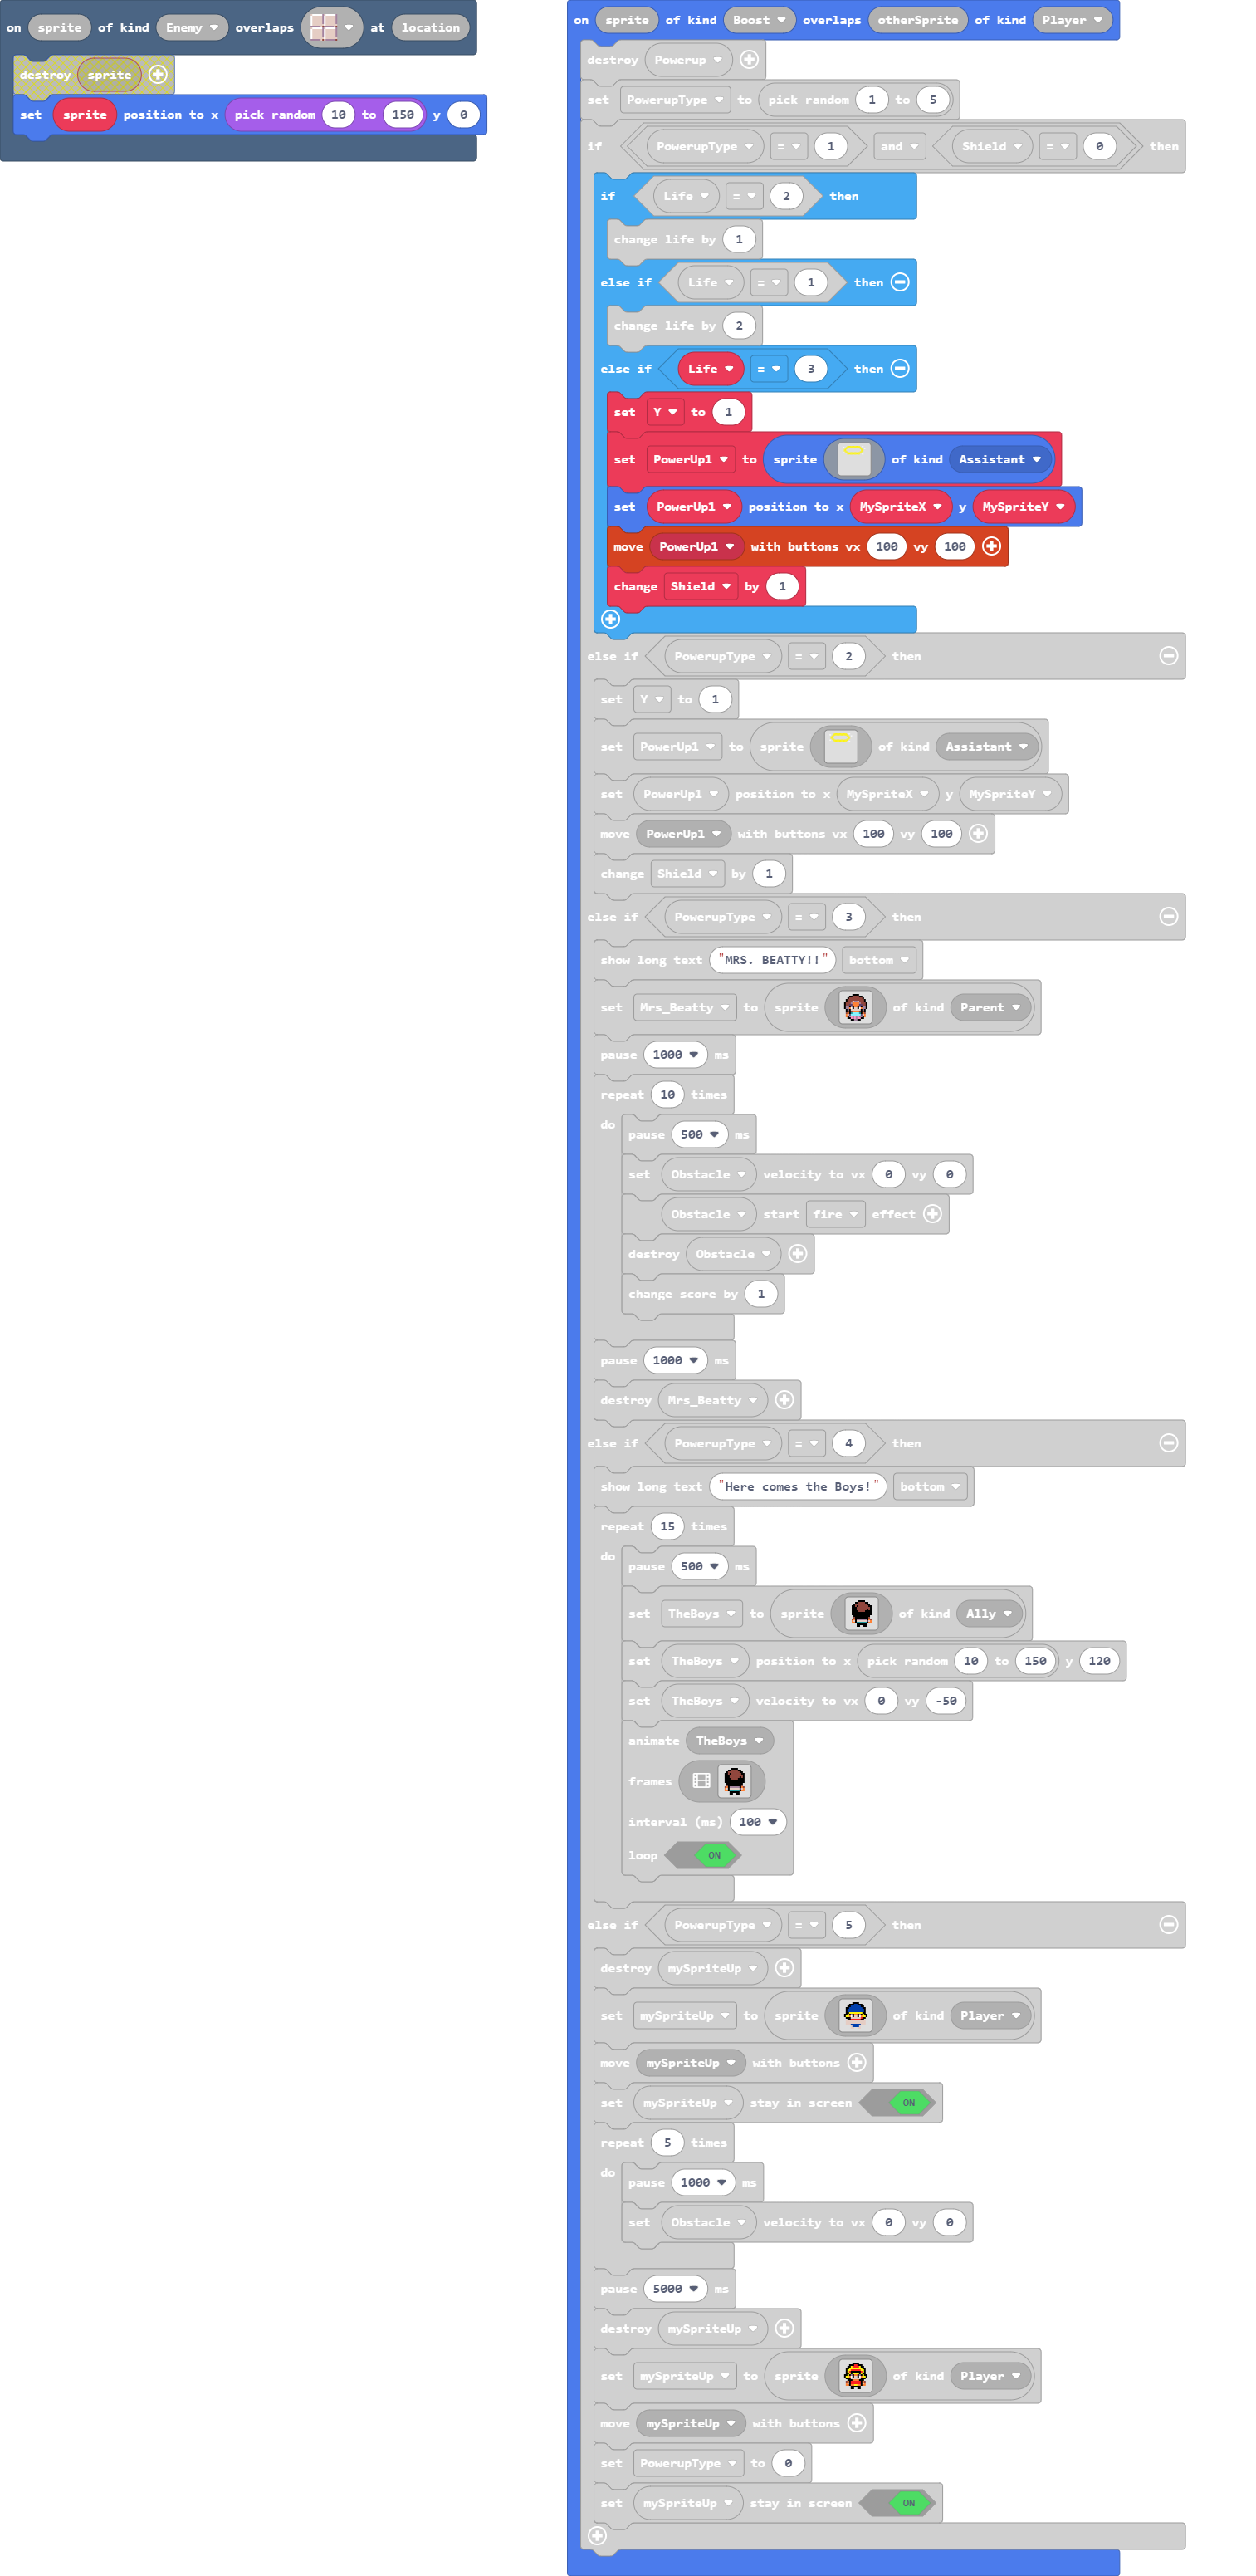 on sprite of kind Enemy overlaps at location
destroy sprite
set sprite position to x pick random 10 to 150 y 0
on sprite of kind Boost overlaps otherSprite of kind Player
destroy Powerup
set PowerupType to pick random 1 to 5
if PowerupType = 1 and Shield = 0 then
if Life = 2 then
change life by 1
else if Life = 1 then
change life by 2
else if Life = 3 then
set Y to 1
set PowerUp1 to sprite of kind Assistant
set PowerUp1 position to x MySpriteX y MySpriteY
move PowerUp1 with buttons vx 100 vy 100
change Shield by 1
else if PowerupType = 2 then
set Y to 1
set PowerUp1 to sprite of kind Assistant
set PowerUp1 position to x MySpriteX y MySpriteY
move PowerUp1 with buttons vx 100 vy 100
change Shield by 1
else if PowerupType = 3 then
show long text "MRS. BEATTY!!" bottom
set Mrs_Beatty to sprite of kind Parent
pause 1000 ms
repeat 10 times
do pause 500 ms
set Obstacle velocity to vx 0 vy 0
Obstacle start fire effect
destroy Obstacle
change score by 1
pause 1000 ms
destroy Mrs_Beatty
else if PowerupType = 4 then
show long text "Here comes the Boys!" bottom
repeat 15 times
do pause 500 ms
set TheBoys to sprite of kind Ally
set TheBoys position to x pick random 10 to 150 y 120
set TheBoys velocity to vx 0 vy -50
animate TheBoys
frames
interval (ms) 100
loop ON
else if PowerupType = 5 then
destroy mySpriteUp
set mySpriteUp to sprite of kind Player
move mySpriteUp with buttons
set mySpriteUp stay in screen ON
repeat 5 times
do pause 1000 ms
set Obstacle velocity to vx 0 vy 0
pause 5000 ms
destroy mySpriteUp
set mySpriteUp to sprite of kind Player
move mySpriteUp with buttons
set PowerupType to 0
set mySpriteUp stay in screen ON